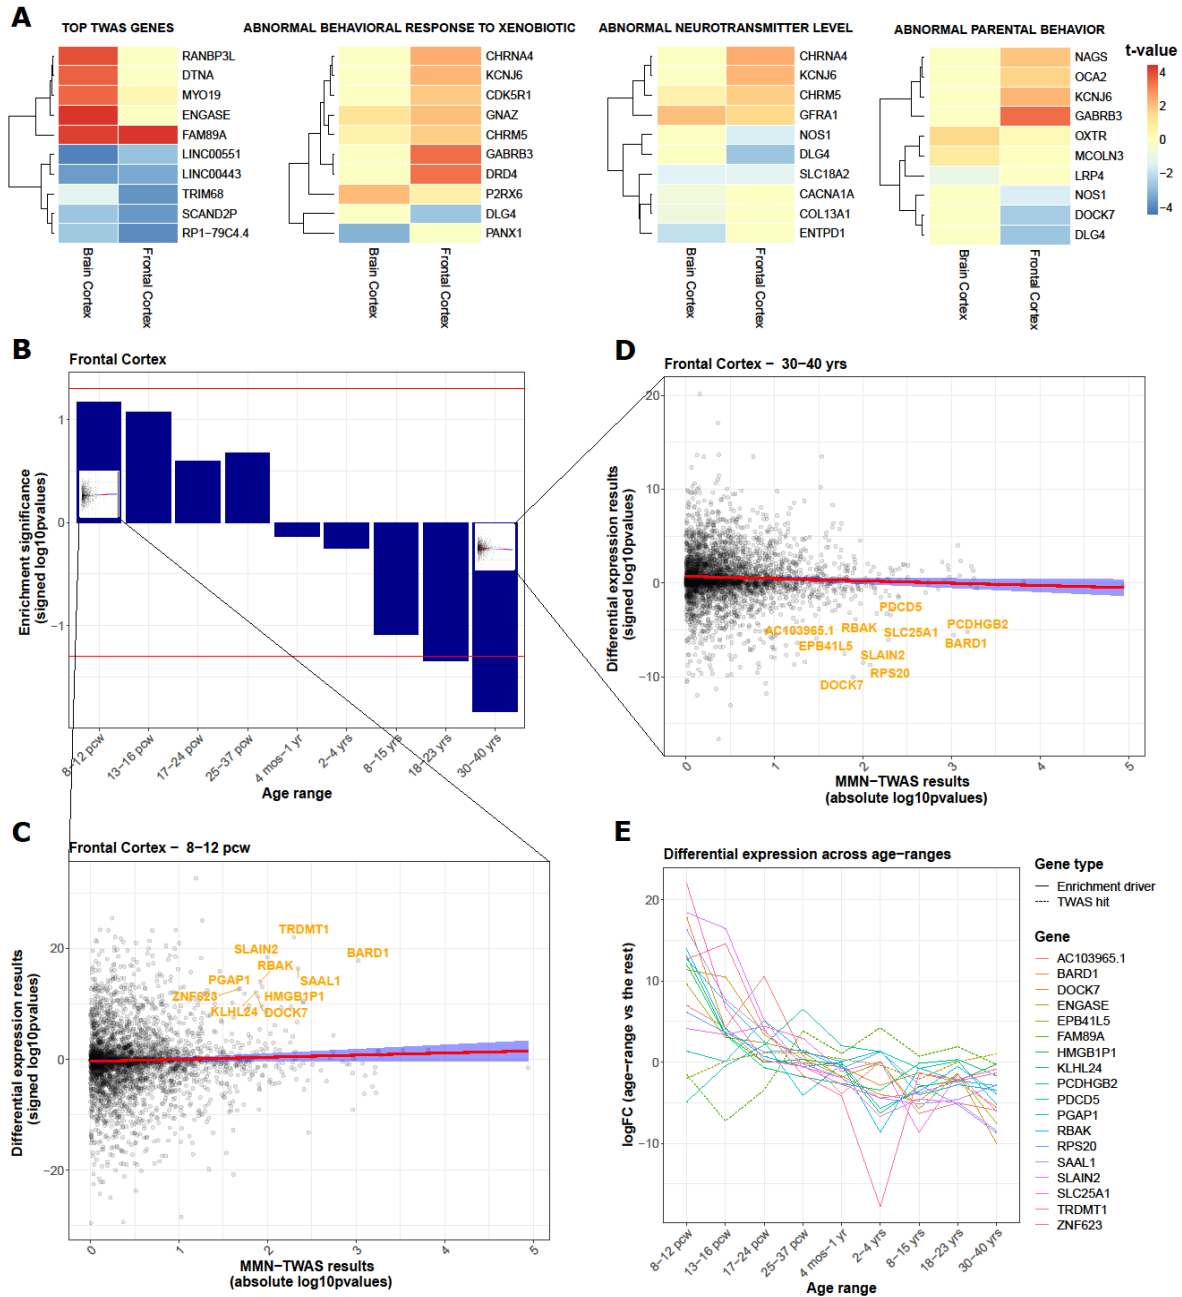 A
TOP TWAS GENES
RANBP3L
DTNA
MYO19
ENGASE
FAM89A
LINC00551
LINC00443
TRIM68
SCAND2P
RP1−79C4.4
Brain Cortex
Frontal Cortex
ABNORMAL BEHAVIORAL RESPONSE TO XENOBIOTIC
CHRNA4
KCNJ6
CDK5R1
GNAZ
CHRM5
GABRB3
DRD4
P2RX6
DLG4
PANX1
Brain Cortex
Frontal Cortex
ABNORMAL NEUROTRANSMITTER LEVEL
CHRNA4
KCNJ6
CHRM5
GFRA1
NOS1
DLG4
SLC18A2
CACNA1A
COL13A1
ENTPD1
Brain Cortex
Frontal Cortex
ABNORMAL PARENTAL BEHAVIOR
NAGS
OCA2
KCNJ6
GABRB3
OXTR
MCOLN3
LRP4
NOS1
DOCK7
DLG4
Brain Cortex
Frontal Cortex
t-value
4
2
0
−2
−4
B
Frontal Cortex
Enrichment significance
(signed log10pvalues)
1
0
−1
8−12 pcw
13−16 pcw
17−24 pcw
25−37 pcw
4 mos−1 yr
2−4 yrs
8−15 yrs
18−23 yrs
30−40 yrs
Age range
D
Frontal Cortex − 30−40 yrs
Differential expression results
(signed log10pvalues)
20
10
0
−10
PDCD5
AC103965.1
RBAK
SLC25A1
PCDHGB2
EPB41L5
BARD1
SLAIN2
RPS20
DOCK7
0
1
2
3
4
5
MMN−TWAS results
(absolute log10pvalues)
C
Frontal Cortex − 8−12 pcw
Differential expression results
(signed log10pvalues)
20
0
−20
TRDMT1
SLAIN2
BARD1
RBAK
PGAP1
SAAL1
ZNF623
HMGB1P1
KLHL24
DOCK7
0
1
2
3
4
5
MMN−TWAS results
(absolute log10pvalues)
E
Differential expression across age−ranges
logFC (age−range vs the rest)
20
10
0
−10
8−12 pcw
13−16 pcw
17−24 pcw
25−37 pcw
4 mos−1 yr
2−4 yrs
8−15 yrs
18−23 yrs
30−40 yrs
Age range
Gene type
Enrichment driver
TWAS hit
Gene
AC103965.1
BARD1
DOCK7
ENGASE
EPB41L5
FAM89A
HMGB1P1
KLHL24
PCDHGB2
PDCD5
PGAP1
RBAK
RPS20
SAAL1
SLAIN2
SLC25A1
TRDMT1
ZNF623